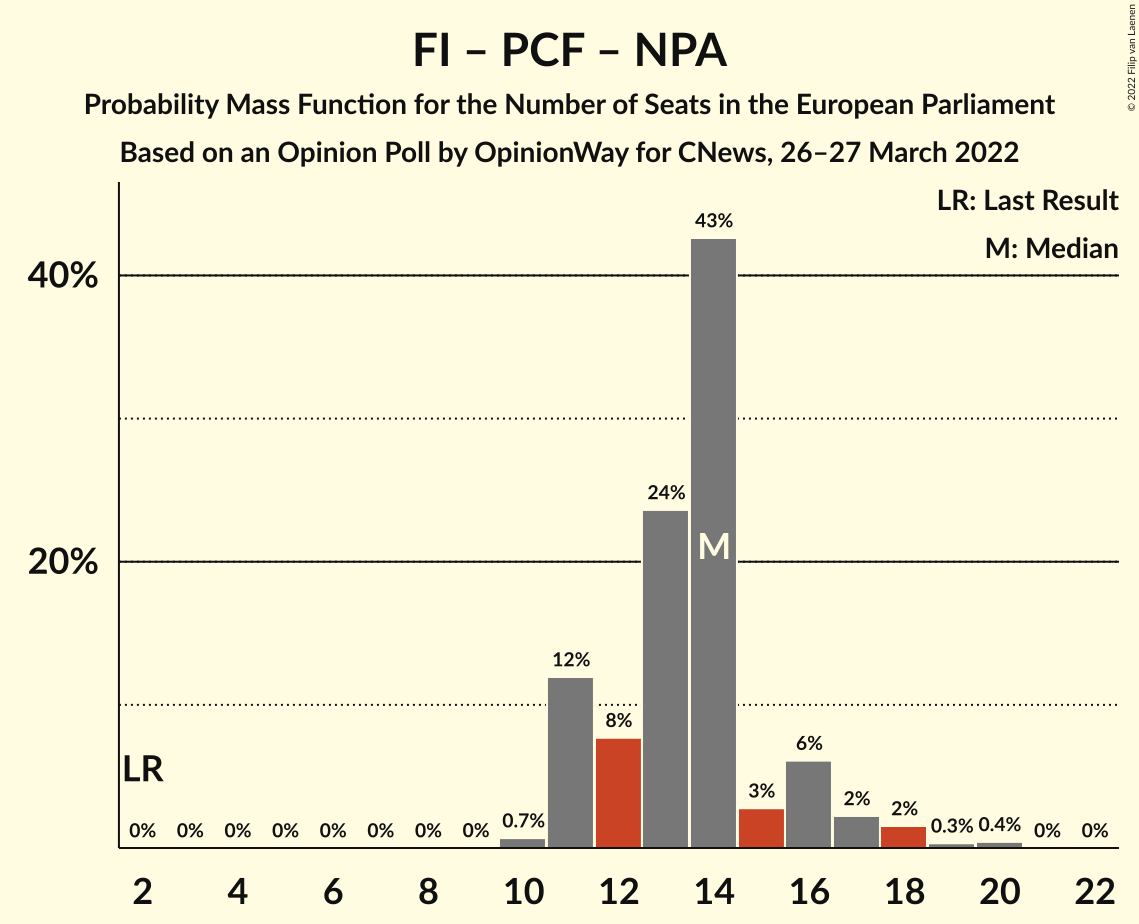 FI – PCF – NPA
Probability Mass Function for the Number of Seats in the European Parliament
Based on an Opinion Poll by OpinionWay for CNews, 26–27 March 2022
© 2022 Filip van Laenen
LR: Last Result
M: Median
40%
20%
43%
24%
M
12%
8%
6%
3%
2%
2%
LR
0% 0% 0% 0% 0% 0% 0% 0% 0.7% 0.3% 0.4% 0% 0%
2 4 6 8 10 12 14 16 18 20 22